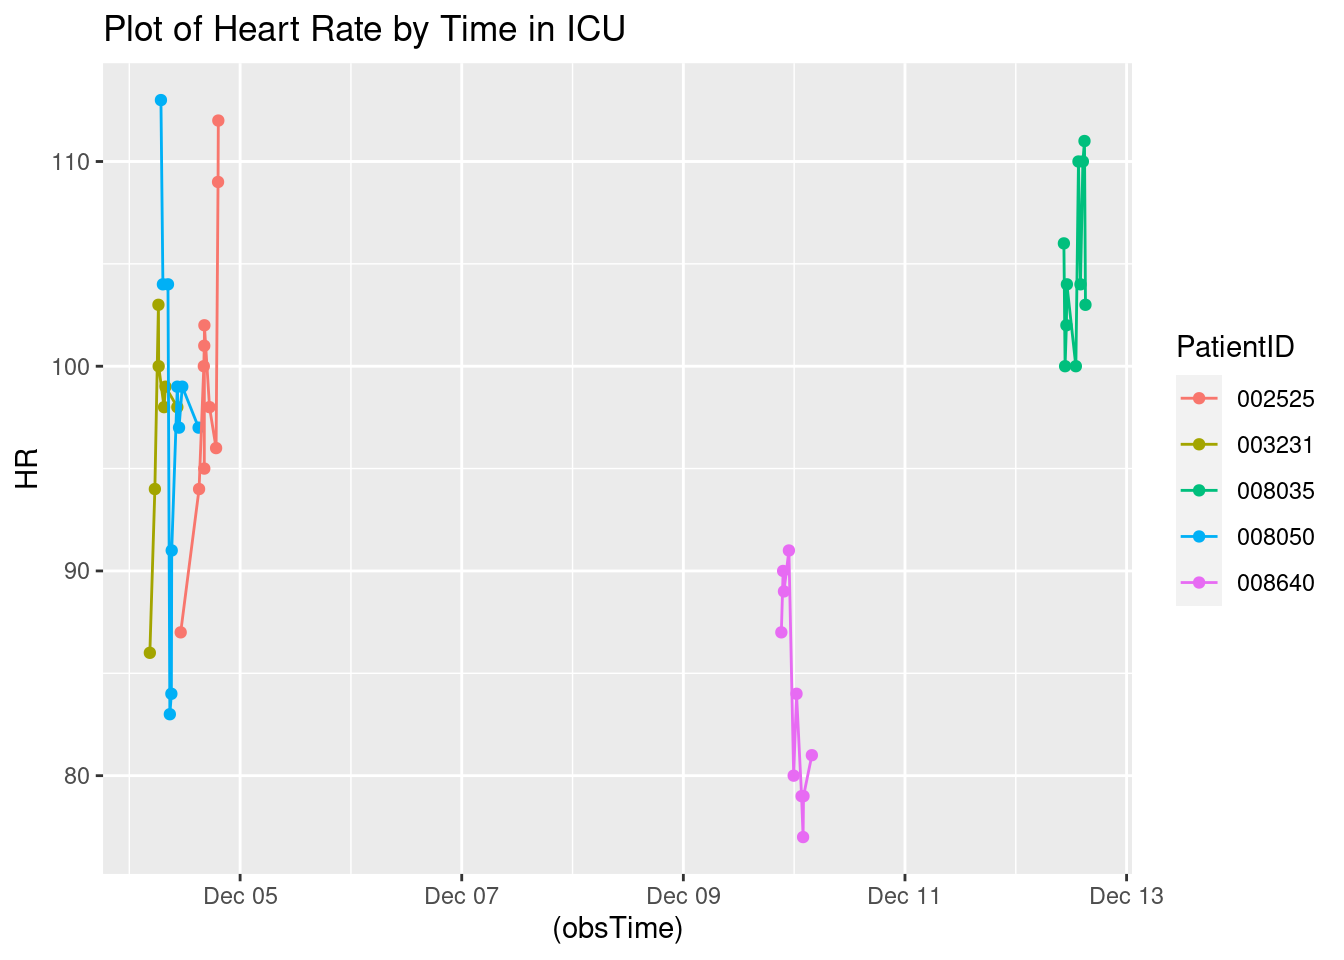 Plot of Heart Rate by Time in ICU
HR
110
100
90
80
Dec 05
Dec 07
Dec 09
Dec 11
Dec 13
(obsTime)
PatientID
002525
003231
008035
008050
008640